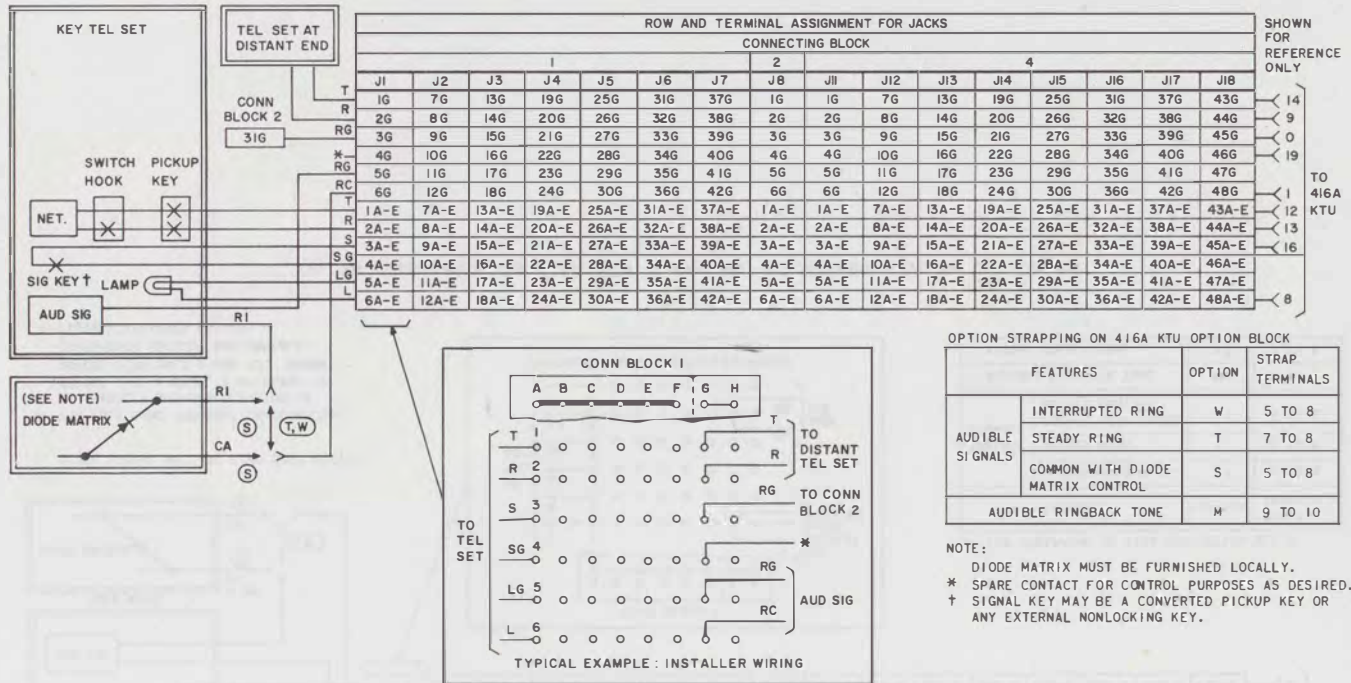 KEY TEL SET
TEL SET AT
DISTANT END
CONN
BLOCK 2
31G
SWITCH
HOOK
PICKUP
KEY
NET.
SIG KEY †
LAMP
AUD SIG
RI
(SEE NOTE)
DIODE MATRIX
RI
S
T,W
CA
S
ROW AND TERMINAL ASSIGNMENT FOR JACKS
CONNECTING BLOCK
1 2 4
J1 J2 J3 J4 J5 J6 J7 J8 J11 J12 J13 J14 J15 J16 J17 J18
T 1G 7G 13G 19G 25G 31G 37G 1G 1G 7G 13G 19G 25G 31G 37G 43G 14
R 2G 8G 14G 20G 26G 32G 38G 2G 2G 8G 14G 20G 26G 32G 38G 44G 9
RG 3G 9G 15G 21G 27G 33G 39G 3G 3G 9G 15G 21G 27G 33G 39G 45G 0
* 4G 10G 16G 22G 28G 34G 40G 4G 4G 10G 16G 22G 28G 34G 40G 46G 19
RG 5G 11G 17G 23G 29G 35G 41G 5G 5G 11G 17G 23G 29G 35G 41G 47G
RC 6G 12G 18G 24G 30G 36G 42G 6G 6G 12G 18G 24G 30G 36G 42G 48G 1
T 1A-E 7A-E 13A-E 19A-E 25A-E 31A-E 37A-E 1A-E 1A-E 7A-E 13A-E 19A-E 25A-E 31A-E 37A-E 43A-E 12
R 2A-E 8A-E 14A-E 20A-E 26A-E 32A-E 38A-E 2A-E 2A-E 8A-E 14A-E 20A-E 26A-E 32A-E 38A-E 44A-E 13
S 3A-E 9A-E 15A-E 21A-E 27A-E 33A-E 39A-E 3A-E 3A-E 9A-E 15A-E 21A-E 27A-E 33A-E 39A-E 45A-E 16
SG 4A-E 10A-E 16A-E 22A-E 28A-E 34A-E 40A-E 4A-E 4A-E 10A-E 16A-E 22A-E 28A-E 34A-E 40A-E 46A-E
LG 5A-E 11A-E 17A-E 23A-E 29A-E 35A-E 41A-E 5A-E 5A-E 11A-E 17A-E 23A-E 29A-E 35A-E 41A-E 47A-E
L 6A-E 12A-E 18A-E 24A-E 30A-E 36A-E 42A-E 6A-E 6A-E 12A-E 18A-E 24A-E 30A-E 36A-E 42A-E 48A-E 8
SHOWN
FOR
REFERENCE
ONLY
TO
416A
KTU
CONN BLOCK 1
A B C D E F G H
T 1
R 2
S 3
SG 4
LG 5
L 6
TO
TEL
SET
T
R
TO
DISTANT
TEL SET
RG
TO CONN
BLOCK 2
*
RG
RC
AUD SIG
TYPICAL EXAMPLE: INSTALLER WIRING
OPTION STRAPPING ON 416A KTU OPTION BLOCK
FEATURES OPTION STRAP TERMINALS
AUDIBLE SIGNALS
INTERRUPTED RING W 5 TO 8
STEADY RING T 7 TO 8
COMMON WITH DIODE MATRIX CONTROL S 5 TO 8
AUDIBLE RINGBACK TONE M 9 TO 10
NOTE:
DIODE MATRIX MUST BE FURNISHED LOCALLY.
* SPARE CONTACT FOR CONTROL PURPOSES AS DESIRED.
† SIGNAL KEY MAY BE A CONVERTED PICKUP KEY OR
ANY EXTERNAL NONLOCKING KEY.